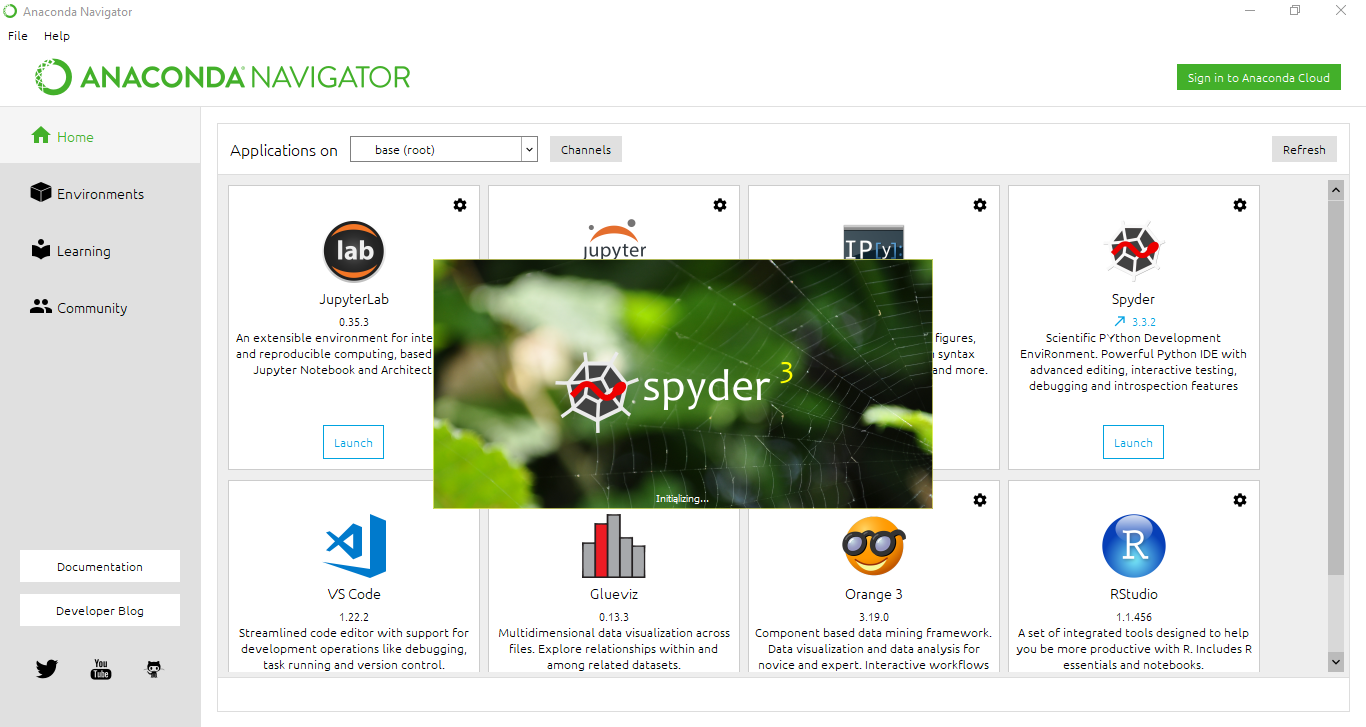 Anaconda Navigator
File Help
ANACONDA NAVIGATOR
Sign in to Anaconda Cloud
Home
Environments
Learning
Community
Documentation
Developer Blog
You
Tube
Applications on base (root) Channels Refresh
lab
JupyterLab
0.35.3
An extensible environment for inte
and reproducible computing, based
Jupyter Notebook and Architect
Launch
jupyter
IP[y]:
figures,
syntax
and more.
Spyder
3.3.2
Scientific PYthon Development
EnviRonment. Powerful Python IDE with
advanced editing, interactive testing,
debugging and introspection features
Launch
spyder 3
Initializing...
VS Code
1.22.2
Streamlined code editor with support for
development operations like debugging,
task running and version control.
Glueviz
0.13.3
Multidimensional data visualization across
files. Explore relationships within and
among related datasets.
Orange 3
3.19.0
Component based data mining framework.
Data visualization and data analysis for
novice and expert. Interactive workflows
R
RStudio
1.1.456
A set of integrated tools designed to help
you be more productive with R. Includes R
essentials and notebooks.